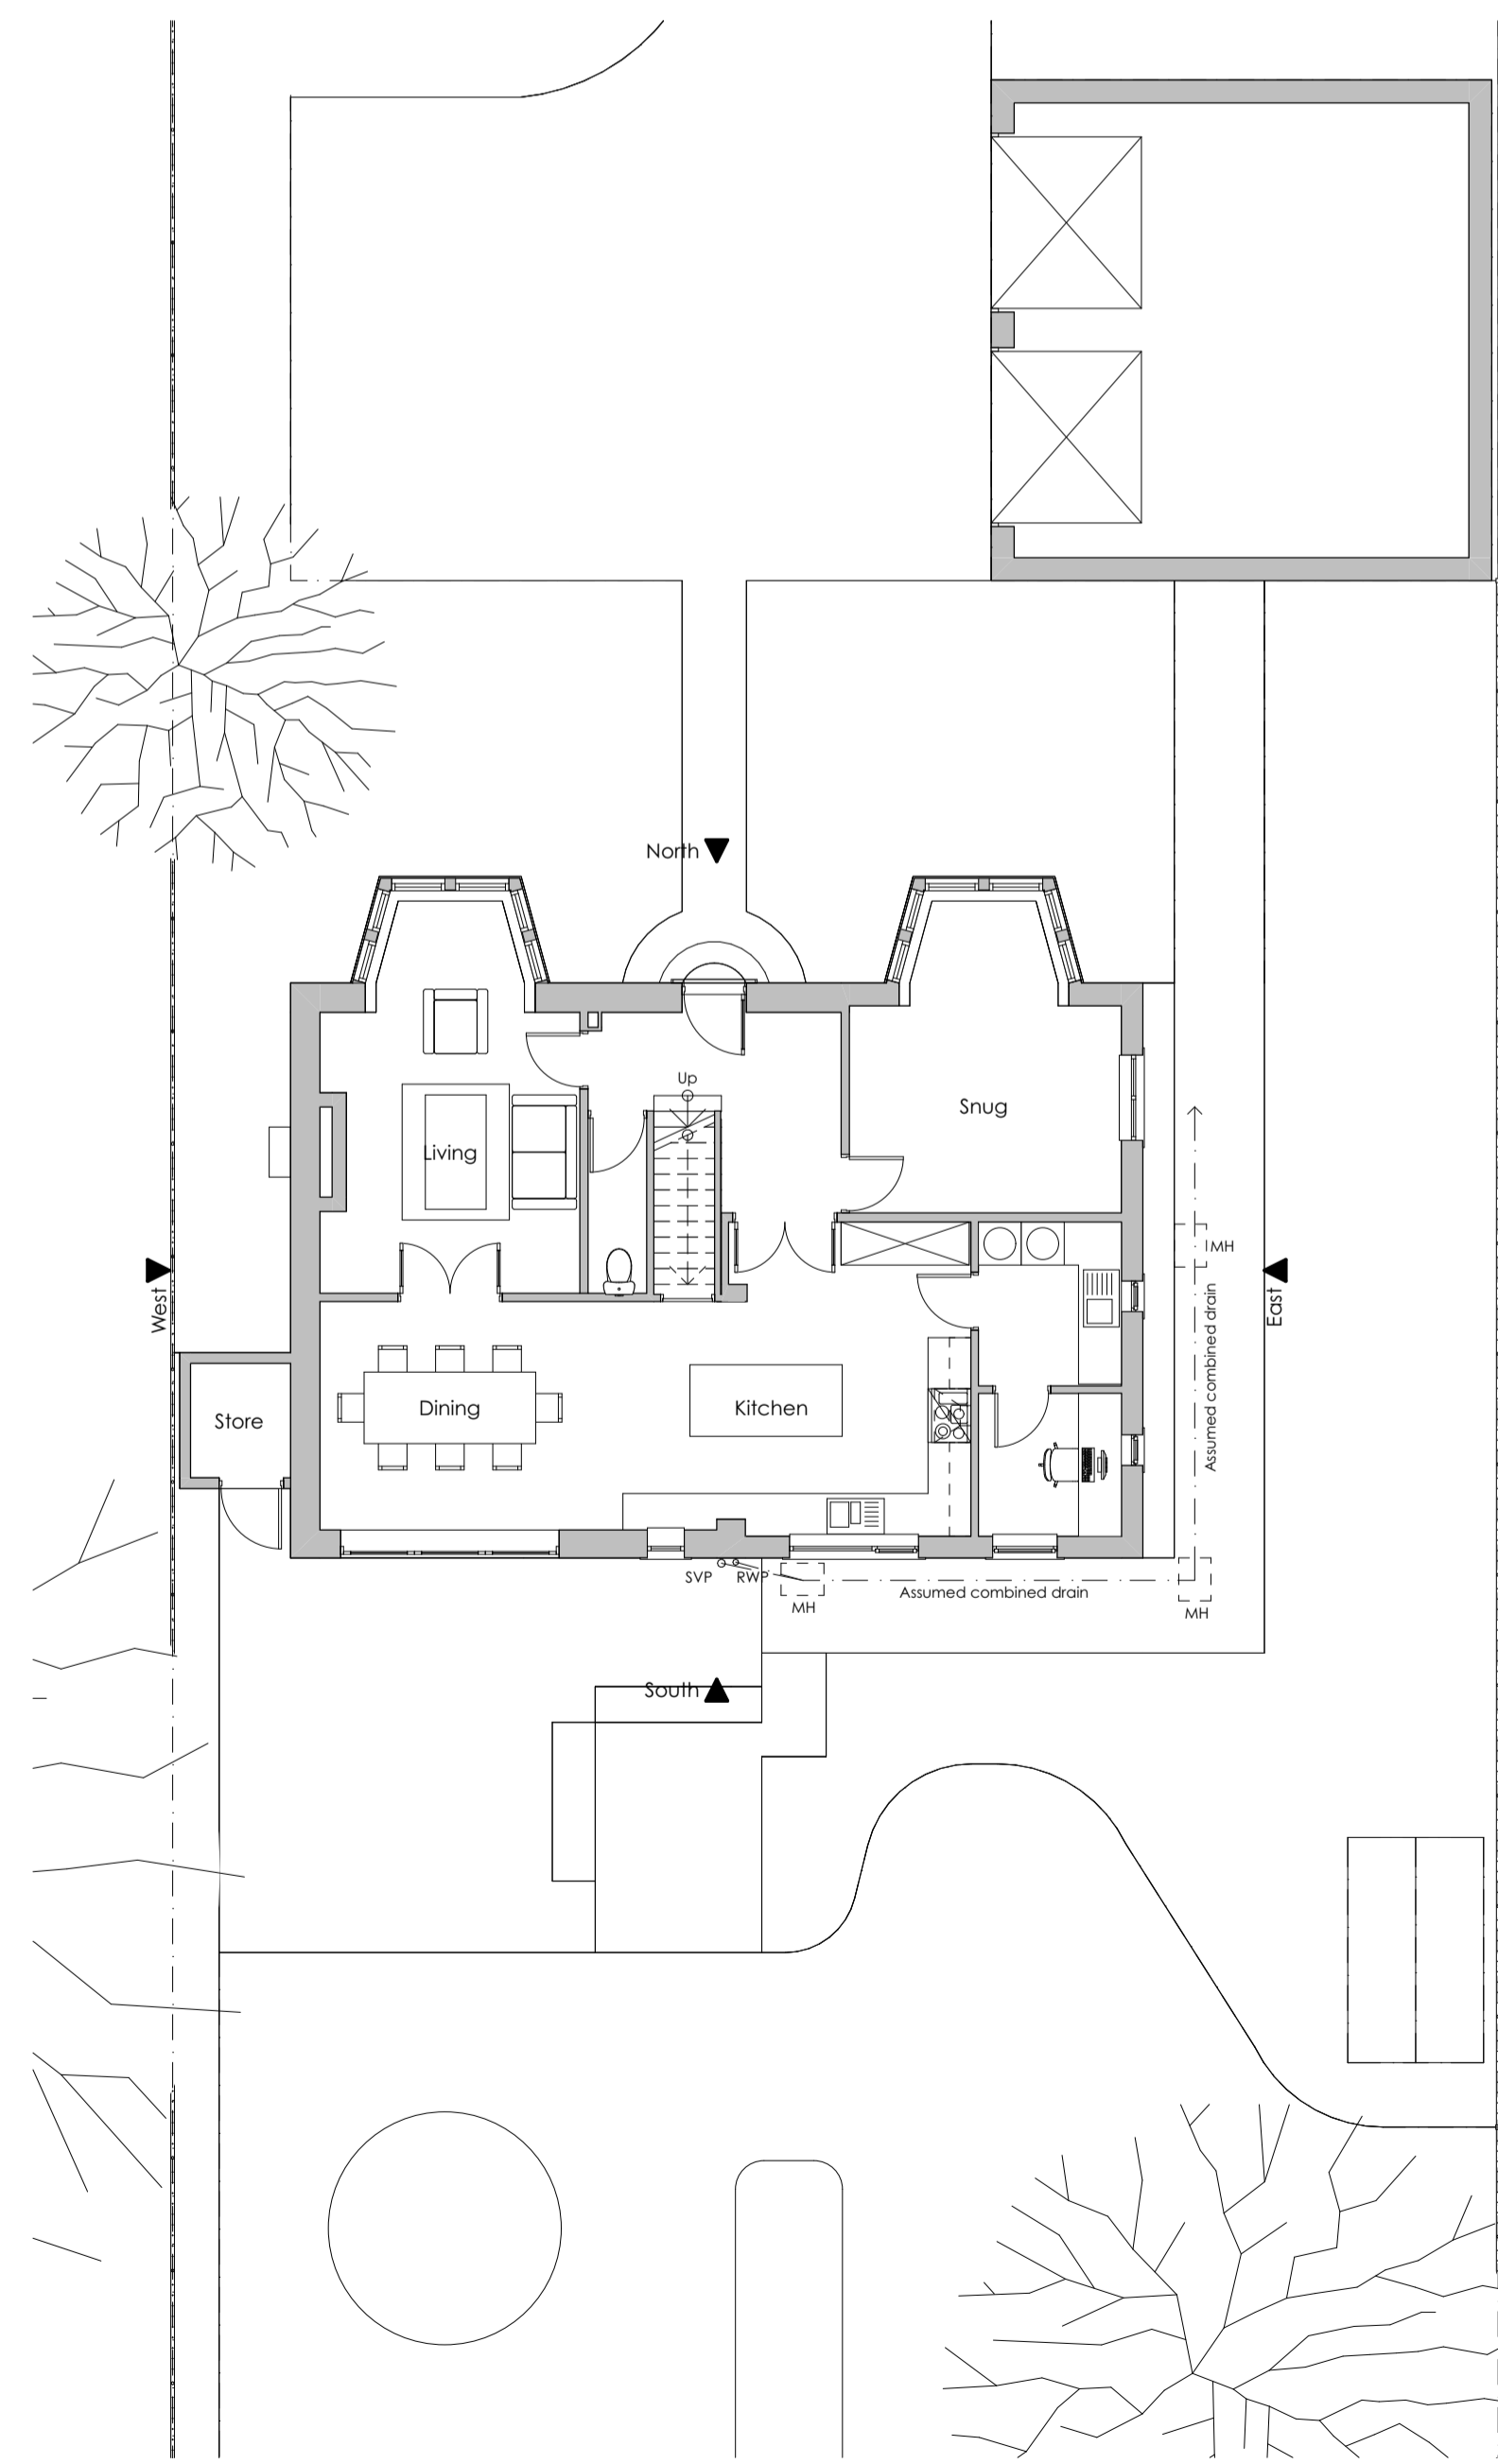 North
Up
Snug
Living
MH
West
East
Assumed combined drain
Store
Dining
Kitchen
SVP
RWP
Assumed combined drain
MH
MH
South